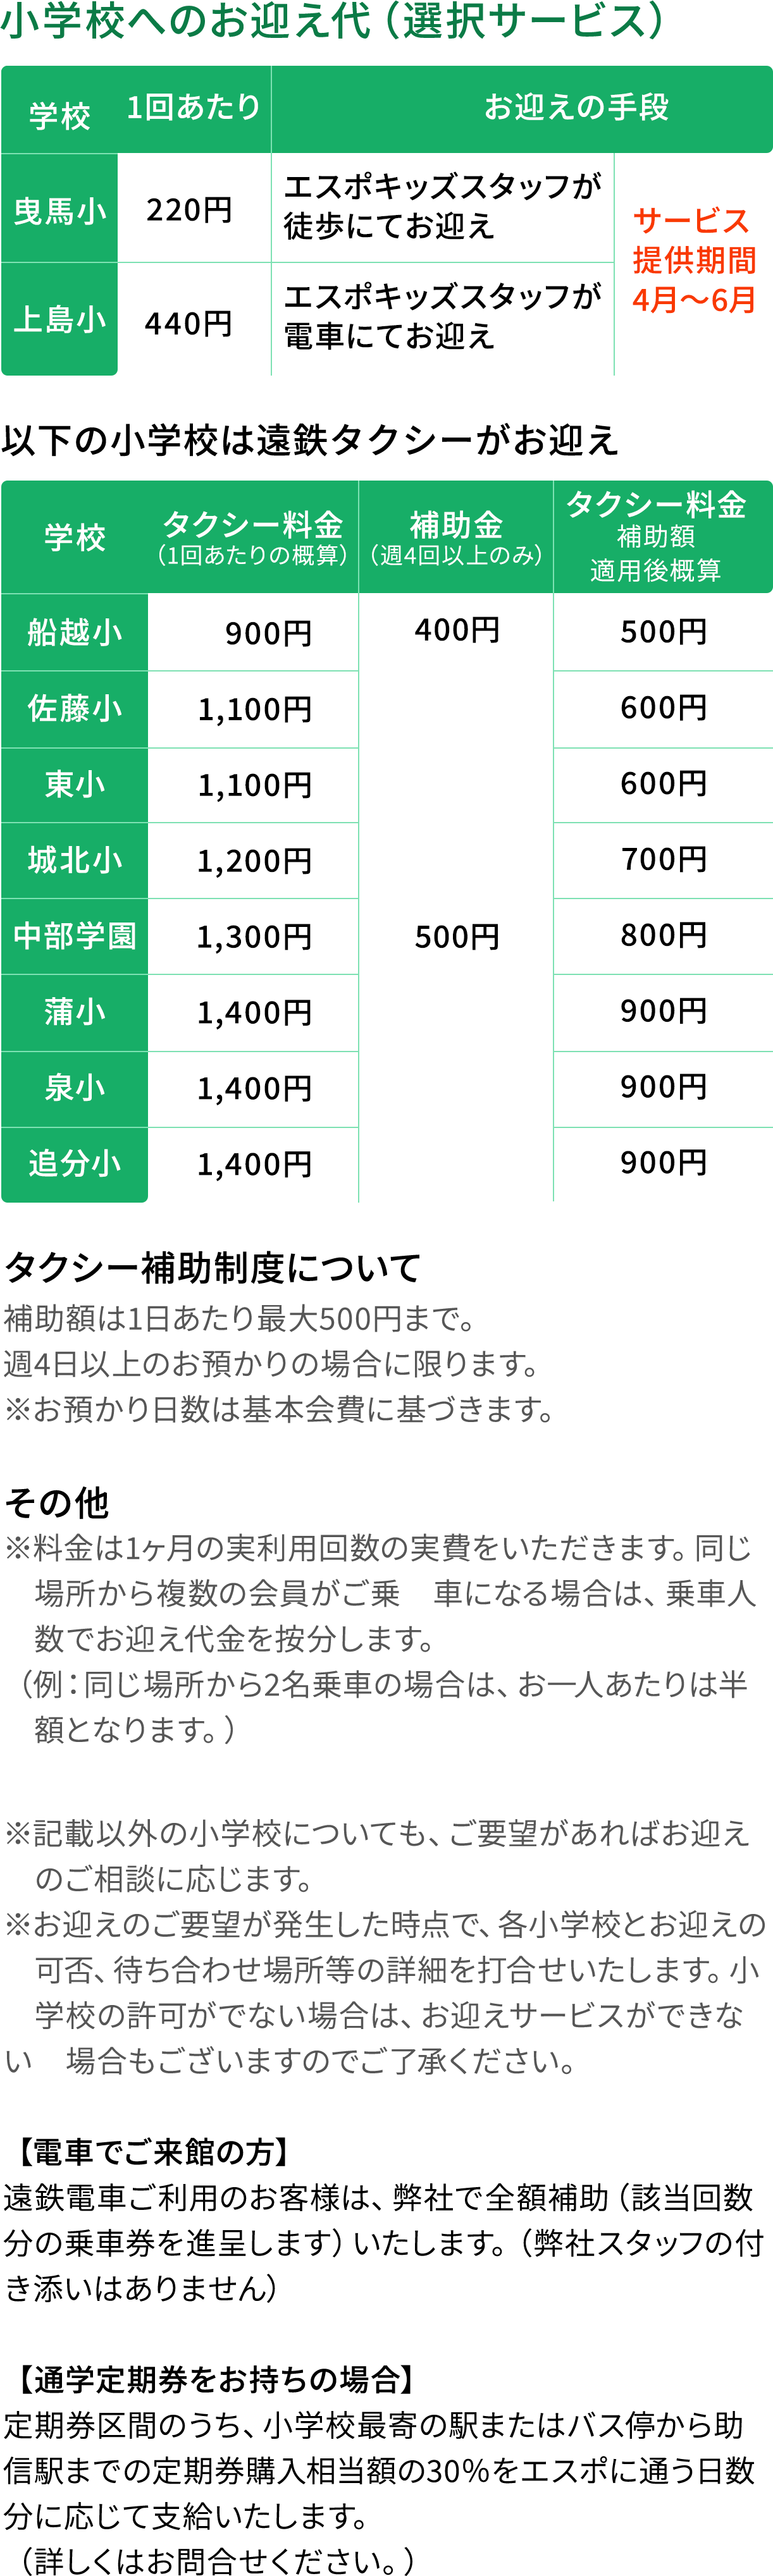 小学校へのお迎え代（選択サービス）
学校 1回あたり お迎えの手段
曳馬小 220円 エスポキッズスタッフが
徒歩にてお迎え
上島小 440円 エスポキッズスタッフが
電車にてお迎え
サービス
提供期間
4月～6月
以下の小学校は遠鉄タクシーがお迎え
学校 タクシー料金
（1回あたりの概算）
補助金
（週4回以上のみ）
タクシー料金
補助額
適用後概算
船越小 900円 400円 500円
佐藤小 1,100円 600円
東小 1,100円 600円
城北小 1,200円 700円
中部学園 1,300円 500円 800円
蒲小 1,400円 900円
泉小 1,400円 900円
追分小 1,400円 900円
タクシー補助制度について
補助額は1日あたり最大500円まで。
週4日以上のお預かりの場合に限ります。
※お預かり日数は基本会費に基づきます。
その他
※料金は1ヶ月の実利用回数の実費をいただきます。同じ
場所から複数の会員がご乗　車になる場合は、乗車人
数でお迎え代金を按分します。
（例：同じ場所から2名乗車の場合は、お一人あたりは半
額となります。）
※記載以外の小学校についても、ご要望があればお迎え
のご相談に応じます。
※お迎えのご要望が発生した時点で、各小学校とお迎えの
可否、待ち合わせ場所等の詳細を打合せいたします。小
学校の許可がでない場合は、お迎えサービスができな
い　場合もございますのでご了承ください。
【電車でご来館の方】
遠鉄電車ご利用のお客様は、弊社で全額補助（該当回数
分の乗車券を進呈します）いたします。（弊社スタッフの付
き添いはありません）
【通学定期券をお持ちの場合】
定期券区間のうち、小学校最寄の駅またはバス停から助
信駅までの定期券購入相当額の30％をエスポに通う日数
分に応じて支給いたします。
（詳しくはお問合せください。）